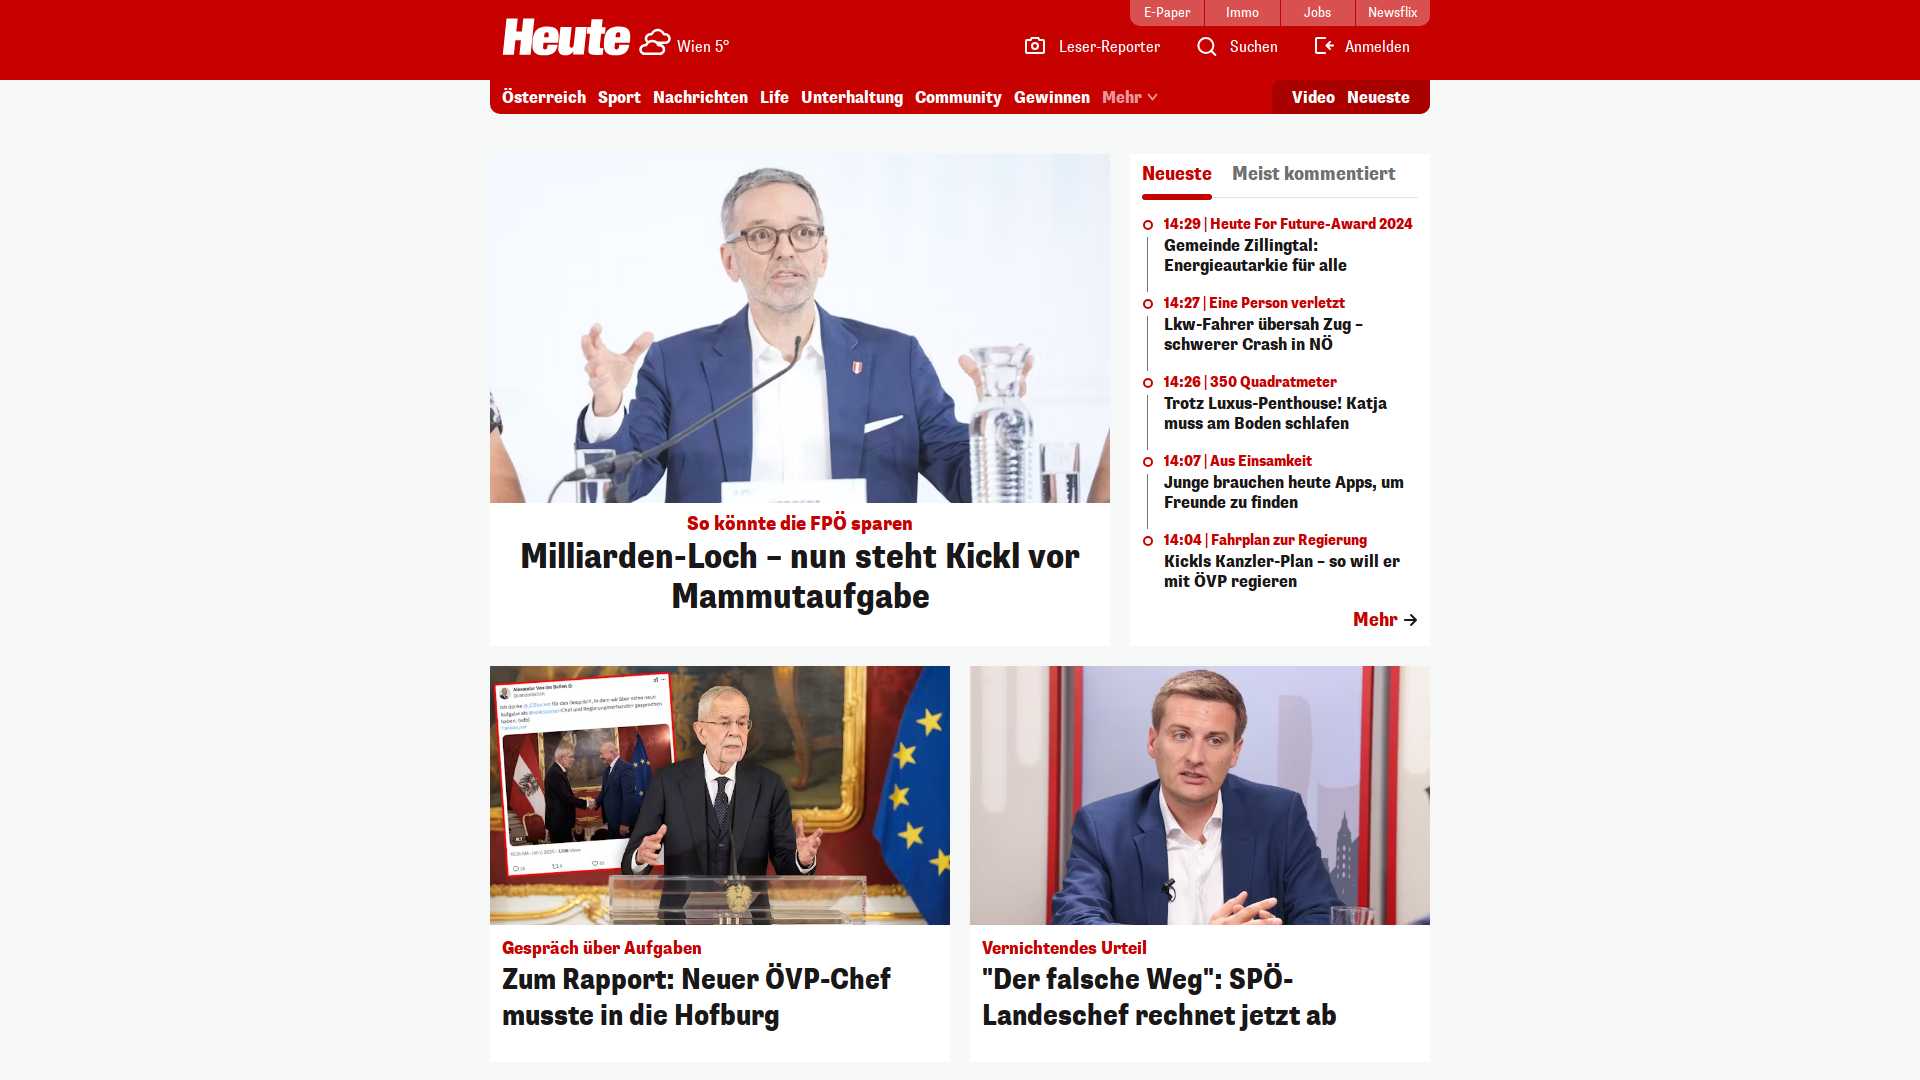 E-Paper
Immo
Jobs
Newsflix
Heute
Wien 5°
Leser-Reporter
Suchen
Anmelden
Österreich
Sport
Nachrichten
Life
Unterhaltung
Community
Gewinnen
Mehr
Video
Neueste
So könnte die FPÖ sparen
Milliarden-Loch – nun steht Kickl vor
Mammutaufgabe
Neueste
Meist kommentiert
14:29 | Heute For Future-Award 2024
Gemeinde Zillingtal:
Energieautarkie für alle
14:27 | Eine Person verletzt
Lkw-Fahrer übersah Zug –
schwerer Crash in NÖ
14:26 | 350 Quadratmeter
Trotz Luxus-Penthouse! Katja
muss am Boden schlafen
14:07 | Aus Einsamkeit
Junge brauchen heute Apps, um
Freunde zu finden
14:04 | Fahrplan zur Regierung
Kickls Kanzler-Plan – so will er
mit ÖVP regieren
Mehr
Gespräch über Aufgaben
Zum Rapport: Neuer ÖVP-Chef
musste in die Hofburg
Vernichtendes Urteil
"Der falsche Weg": SPÖ-
Landeschef rechnet jetzt ab